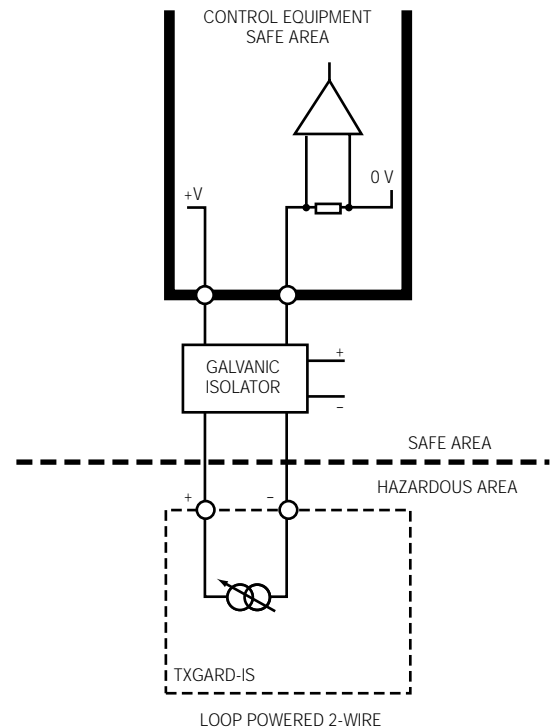 CONTROL EQUIPMENT
SAFE AREA
+V
0 V
GALVANIC
ISOLATOR
+
–
SAFE AREA
HAZARDOUS AREA
+
–
TXGARD-IS
LOOP POWERED 2-WIRE